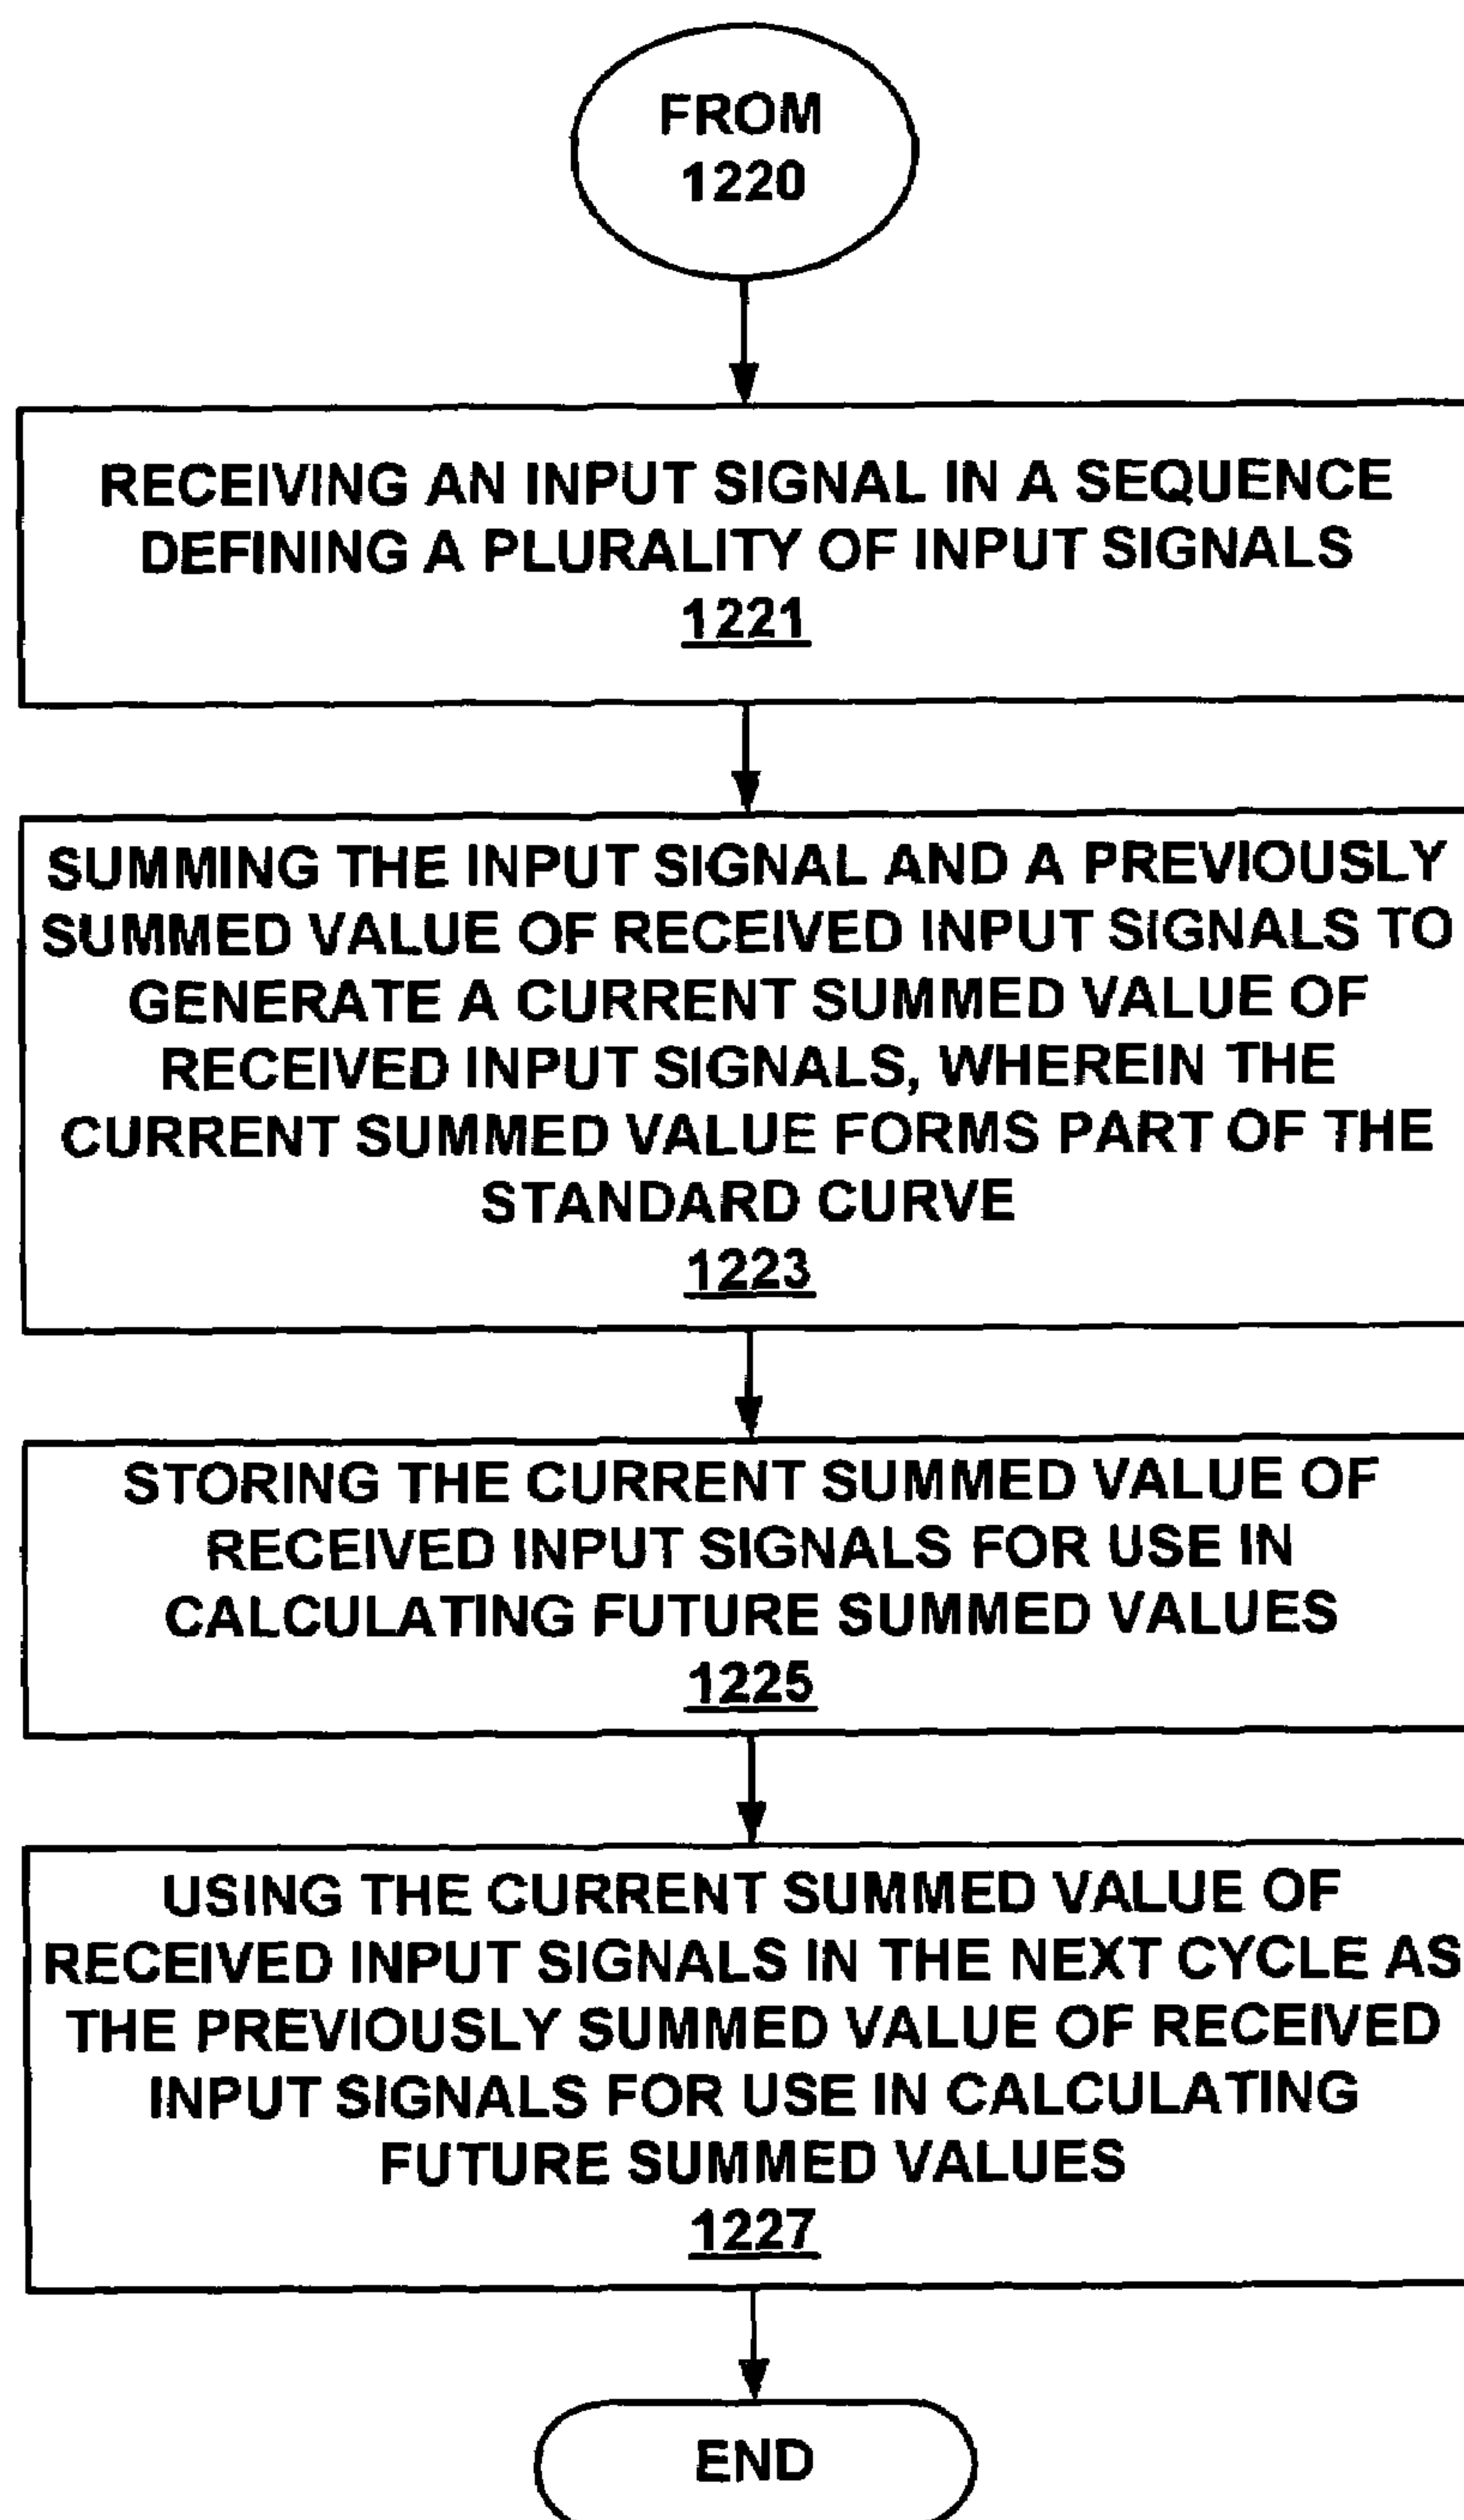 FROM
1220
RECEIVING AN INPUT SIGNAL IN A SEQUENCE
DEFINING A PLURALITY OF INPUT SIGNALS
1221
SUMMING THE INPUT SIGNAL AND A PREVIOUSLY
SUMMED VALUE OF RECEIVED INPUT SIGNALS TO
GENERATE A CURRENT SUMMED VALUE OF
RECEIVED INPUT SIGNALS, WHEREIN THE
CURRENT SUMMED VALUE FORMS PART OF THE
STANDARD CURVE
1223
STORING THE CURRENT SUMMED VALUE OF
RECEIVED INPUT SIGNALS FOR USE IN
CALCULATING FUTURE SUMMED VALUES
1225
USING THE CURRENT SUMMED VALUE OF
RECEIVED INPUT SIGNALS IN THE NEXT CYCLE AS
THE PREVIOUSLY SUMMED VALUE OF RECEIVED
INPUT SIGNALS FOR USE IN CALCULATING
FUTURE SUMMED VALUES
1227
END